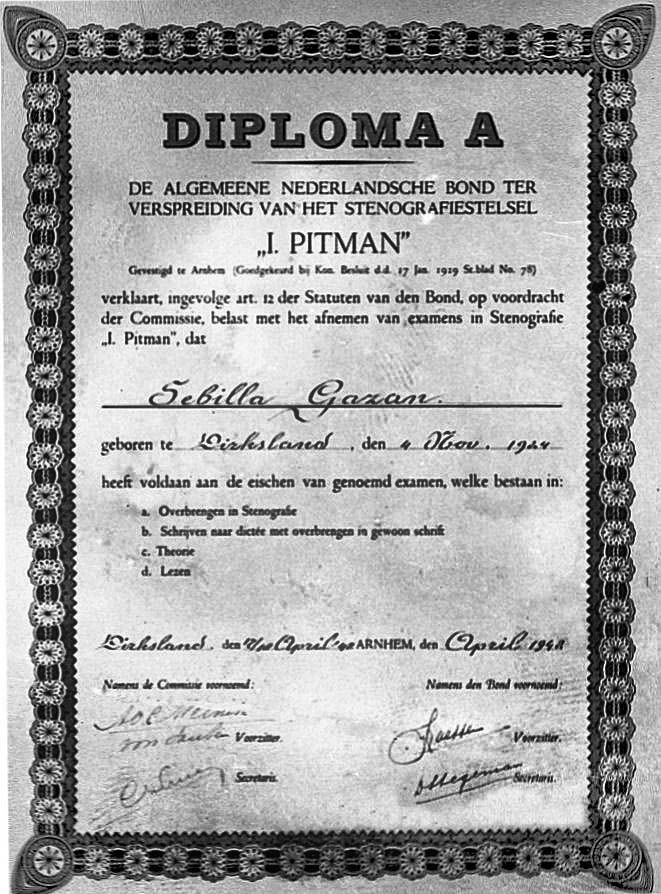 DIPLOMA A
DE ALGEMEENE NEDERLANDSCHE BOND TER
VERSPREIDING VAN HET STENOGRAFIESTELSEL
„I. PITMAN”
Gevestigd te Arnhem (Goedgekeurd bij Kon. Besluit d.d. 17 Jan. 1929 St.blad No. 78)
verklaart, ingevolge art. 12 der Statuten van den Bond, op voordracht
der Commissie, belast met het afnemen van examens in Stenografie
„I. Pitman”, dat
Sebilla Gazan.
geboren te Dirksland, den 4 Nov. 1924
heeft voldaan aan de eischen van genoemd examen, welke bestaan in:
a. Overbrengen in Stenografie
b. Schrijven naar dictée met overbrengen in gewoon schrift
c. Theorie
d. Lezen
Dirksland, den April ARNHEM, den April 1942
Namens de Commissie voornoemd: Namens den Bond voornoemd:
Voorzitter. Voorzitter.
Secretaris. Secretaris.